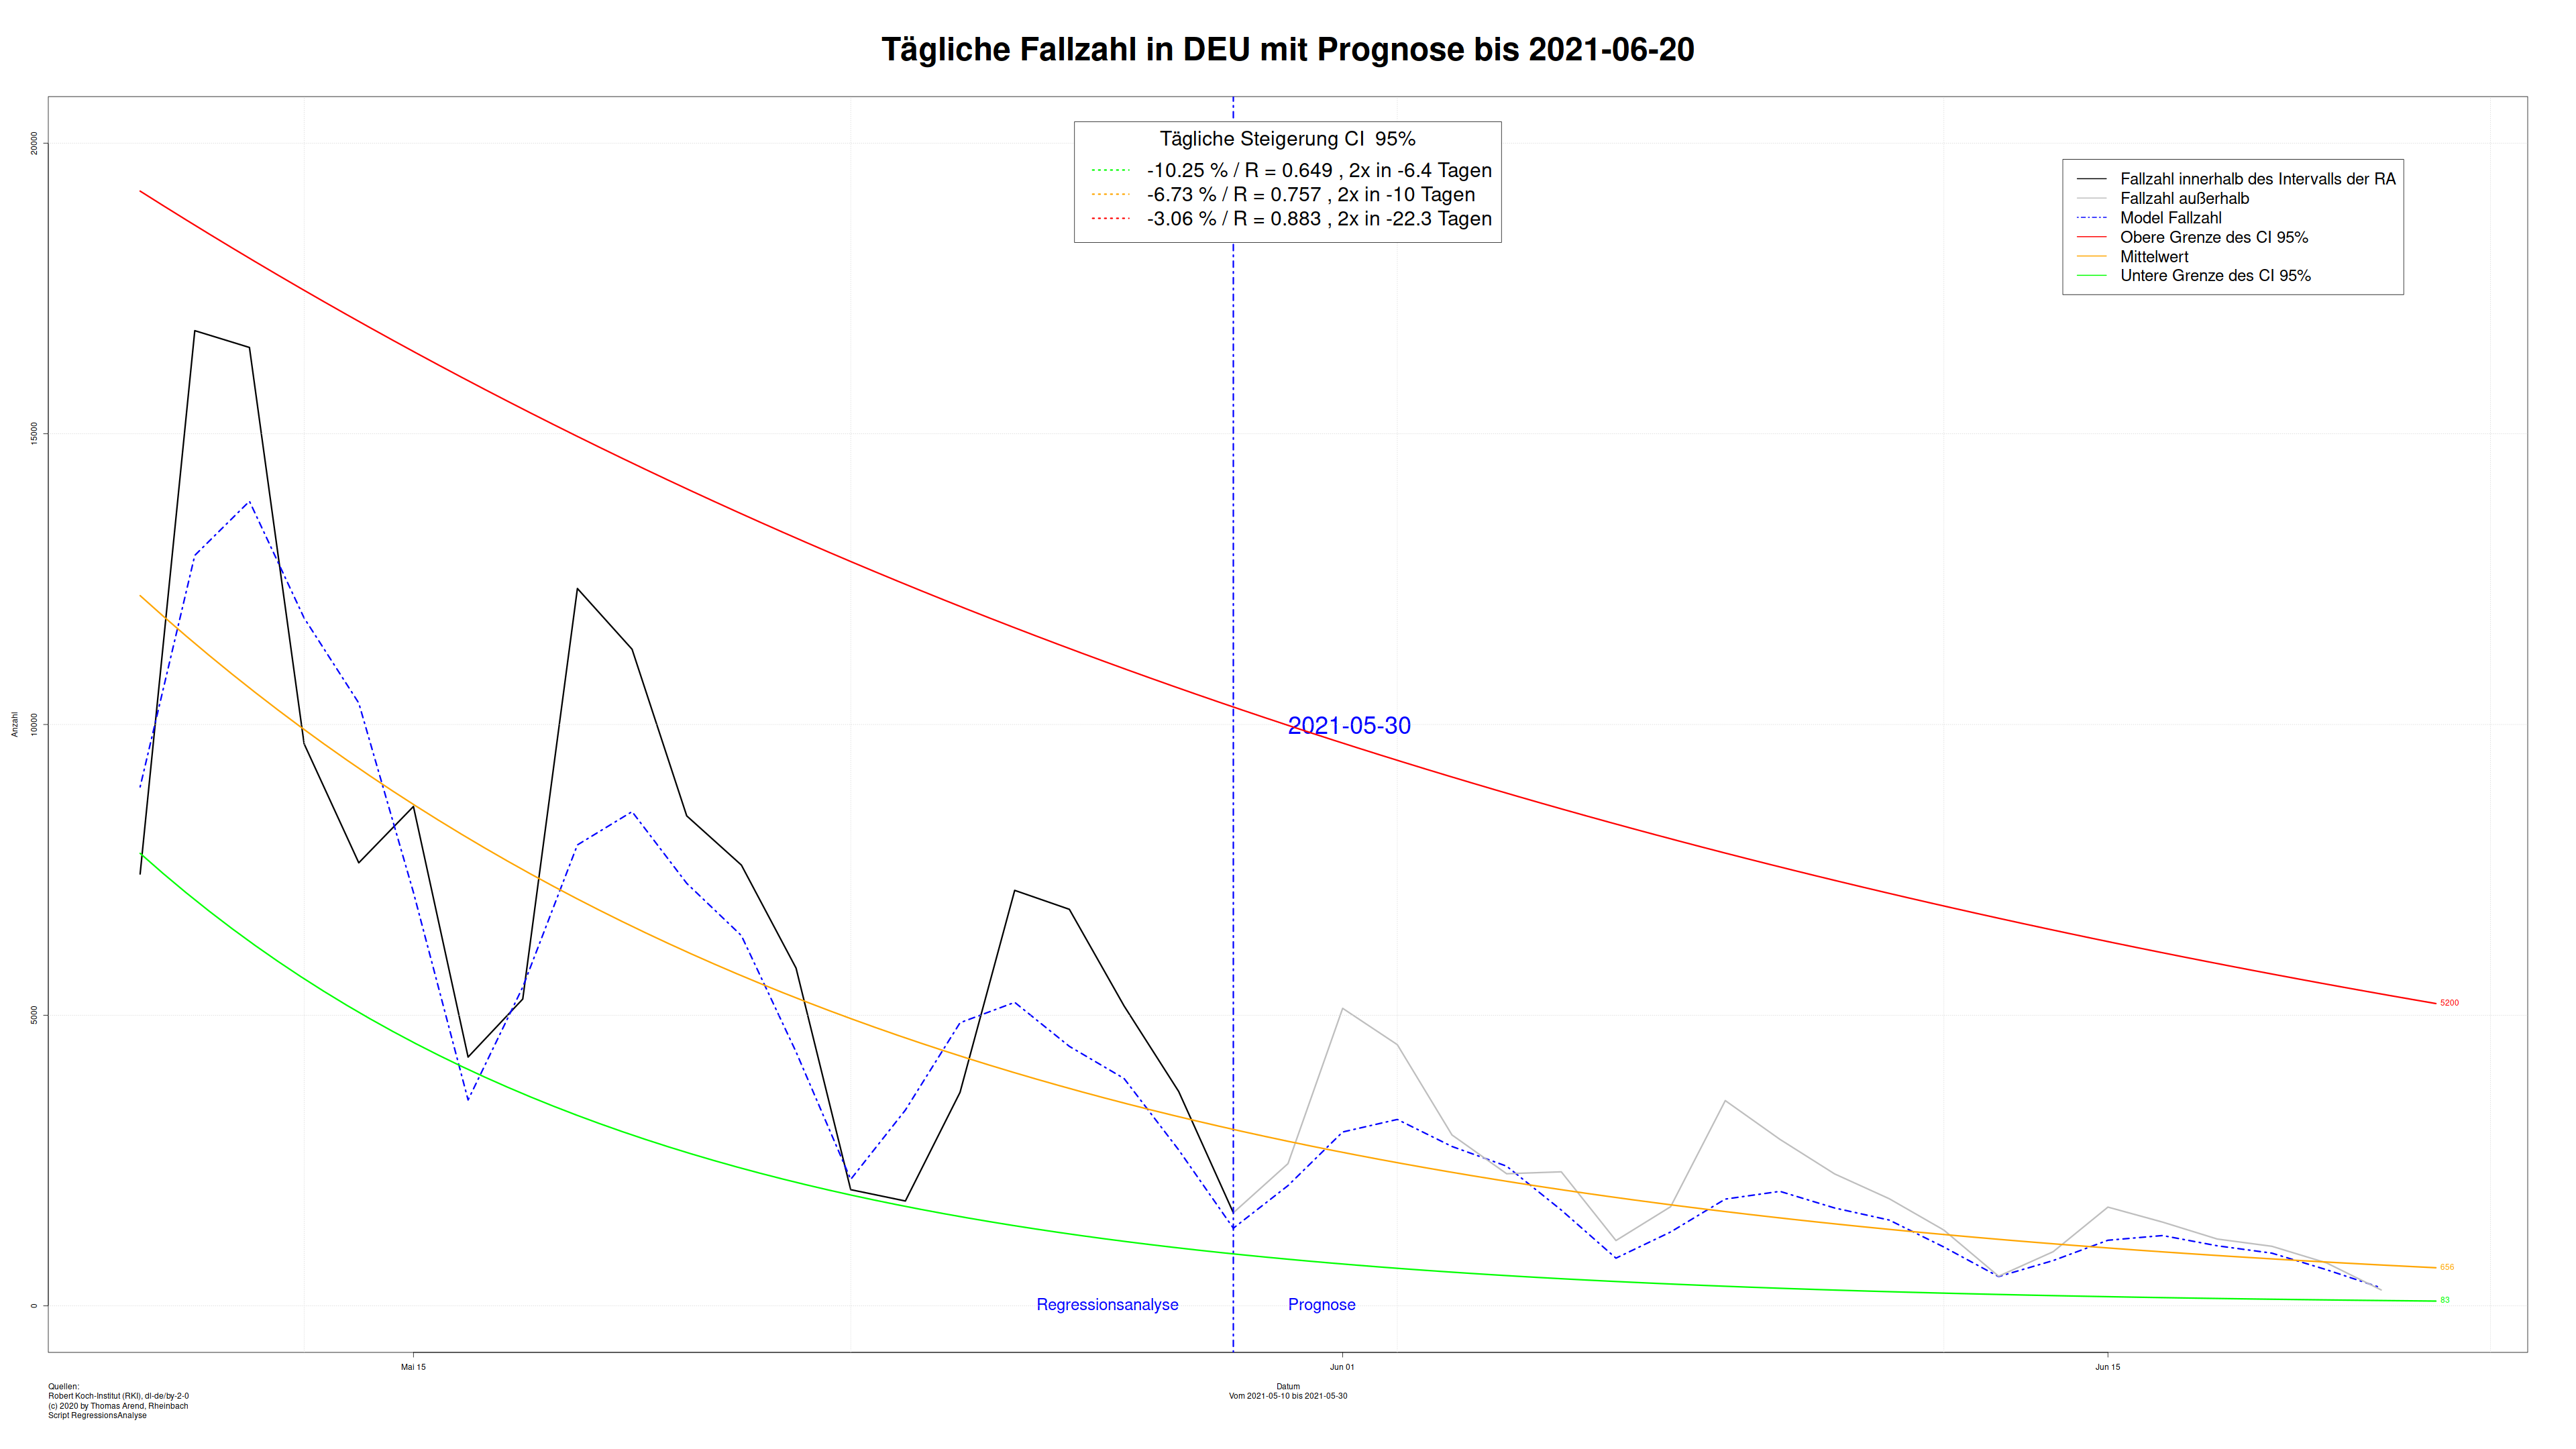 Tägliche Fallzahl in DEU mit Prognose bis 2021-06-20
Tägliche Steigerung CI  95%
-10.25 % / R = 0.649 , 2x in -6.4 Tagen
-6.73 % / R = 0.757 , 2x in -10 Tagen
-3.06 % / R = 0.883 , 2x in -22.3 Tagen
Fallzahl innerhalb des Intervalls der RA
Fallzahl außerhalb
Model Fallzahl
Obere Grenze des CI 95%
Mittelwert
Untere Grenze des CI 95%
20000
15000
10000
5000
0
Anzahl
2021-05-30
5200
656
83
Regressionsanalyse
Prognose
Mai 15
Jun 01
Jun 15
Datum
Vom 2021-05-10 bis 2021-05-30
Quellen:
Robert Koch-Institut (RKI), dl-de/by-2-0
(c) 2020 by Thomas Arend, Rheinbach
Script RegressionsAnalyse